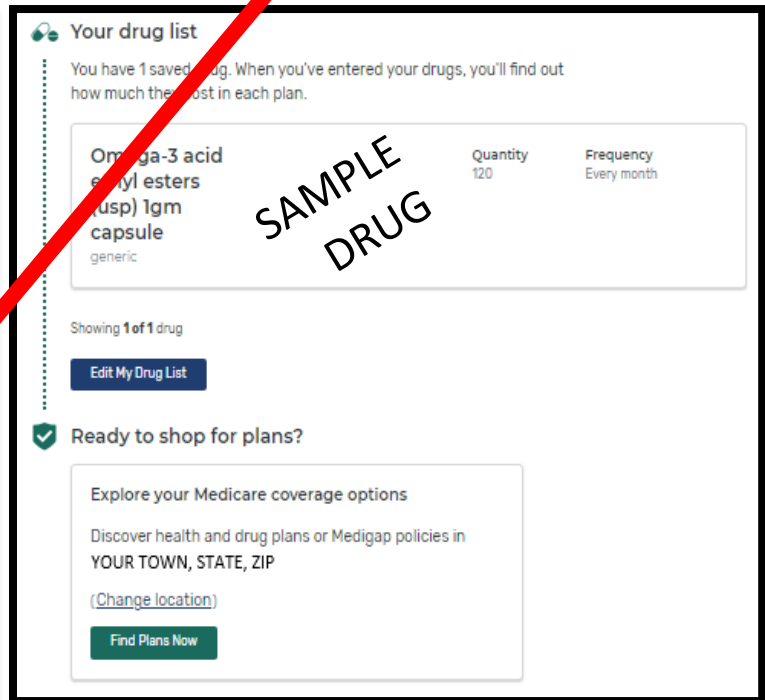 Your drug list
You have 1 saved drug. When you've entered your drugs, you'll find out
how much they cost in each plan.
Omega-3 acid
ethyl esters
(usp) 1gm
capsule
generic
SAMPLE
DRUG
Quantity
120
Frequency
Every month
Showing 1 of 1 drug
Edit My Drug List
Ready to shop for plans?
Explore your Medicare coverage options
Discover health and drug plans or Medigap policies in
YOUR TOWN, STATE, ZIP
(Change location)
Find Plans Now